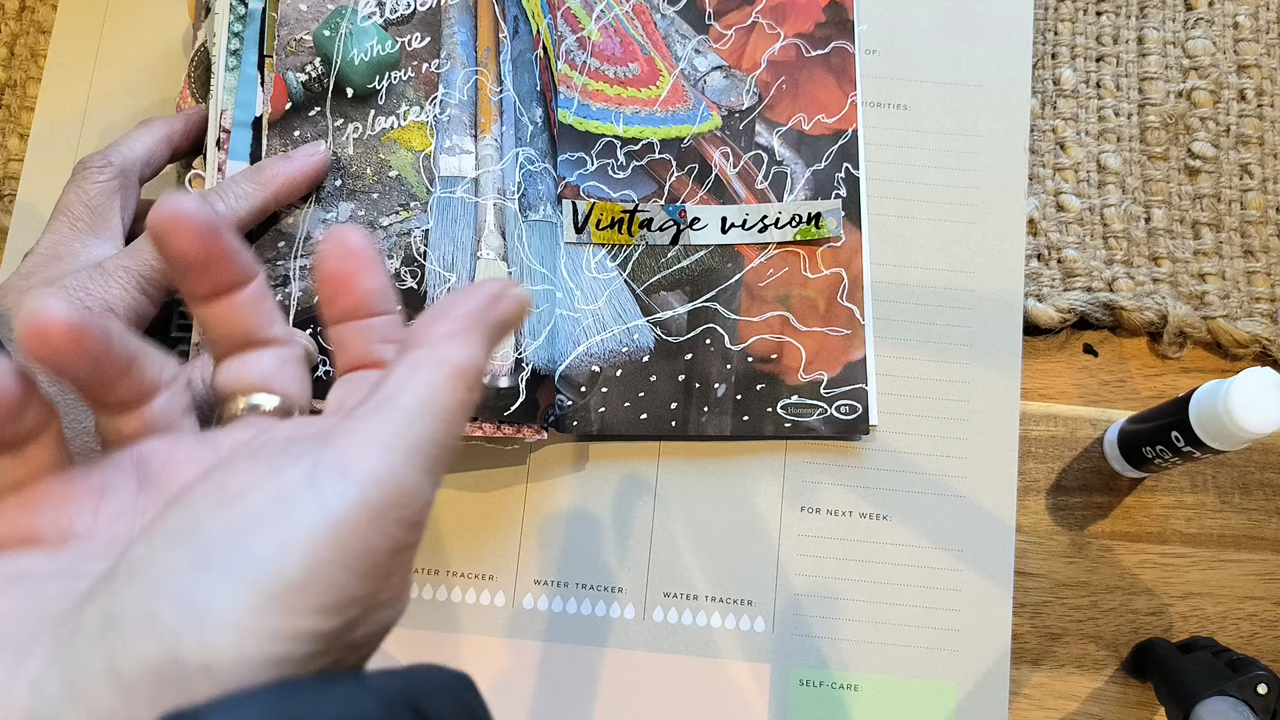 Bloom
where
you're
planted
OF:
IORITIES:
Vintage vision
Homespun 61
FOR NEXT WEEK:
ATER TRACKER:
WATER TRACKER:
WATER TRACKER:
SELF-CARE: